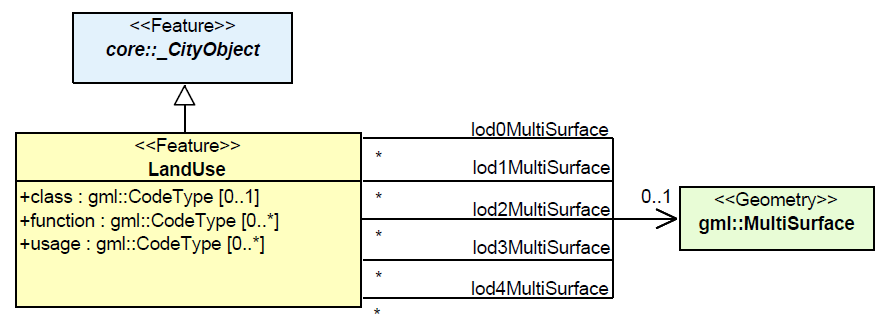 <<Feature>>
core::_CityObject
<<Feature>>
LandUse
+class : gml::CodeType [0..1]
+function : gml::CodeType [0..*]
+usage : gml::CodeType [0..*]
lod0MultiSurface
*
lod1MultiSurface
*
lod2MultiSurface
*
lod3MultiSurface
*
lod4MultiSurface
*
0..1
<<Geometry>>
gml::MultiSurface